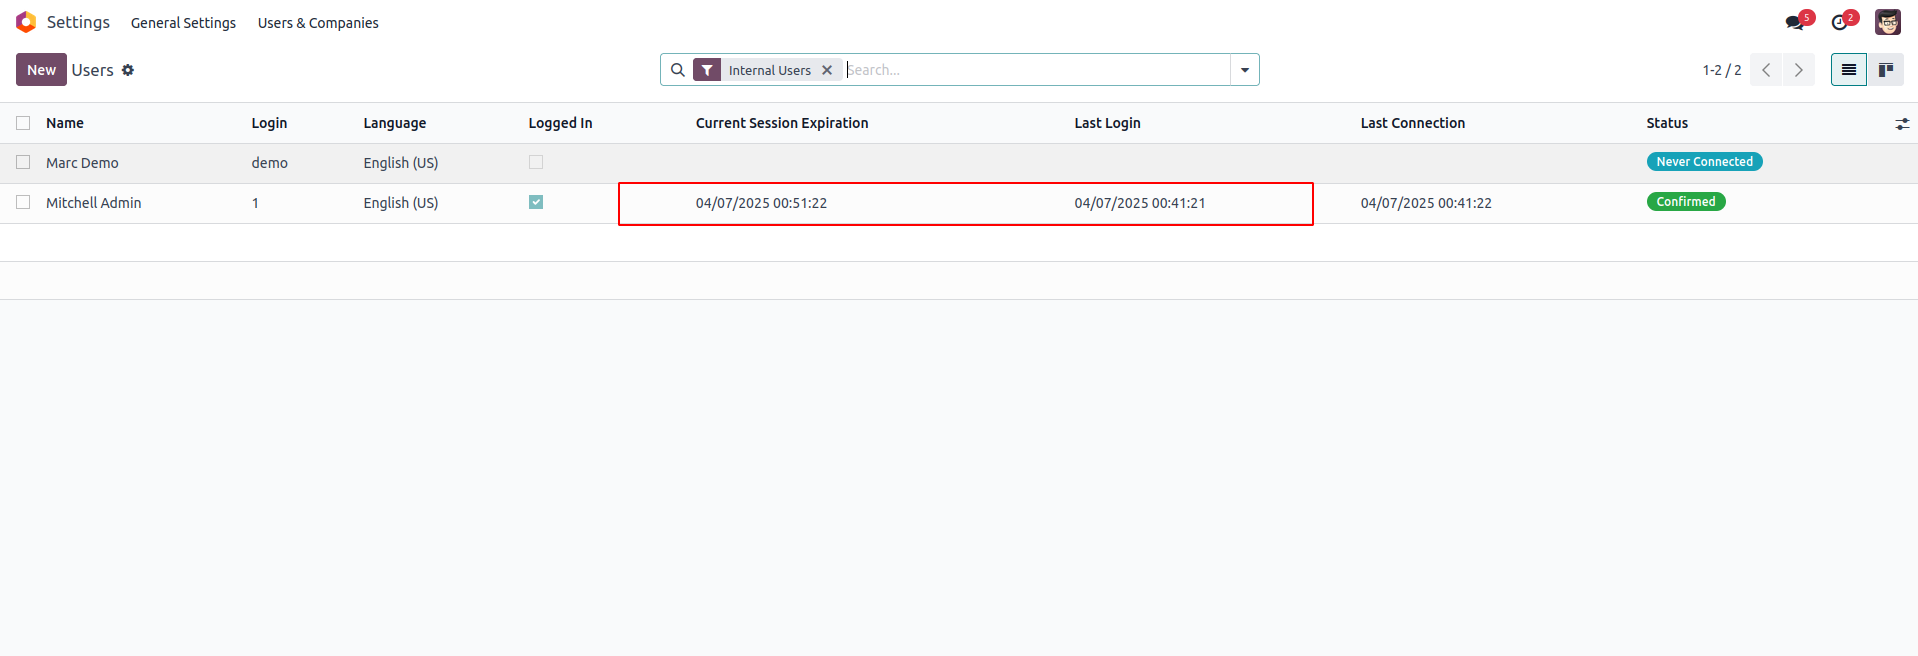 Settings General Settings Users & Companies 5 2
New Users Internal Users Search... 1-2 / 2
Name Login Language Logged In Current Session Expiration Last Login Last Connection Status
Marc Demo demo English (US) Never Connected
Mitchell Admin 1 English (US) 04/07/2025 00:51:22 04/07/2025 00:41:21 04/07/2025 00:41:22 Confirmed